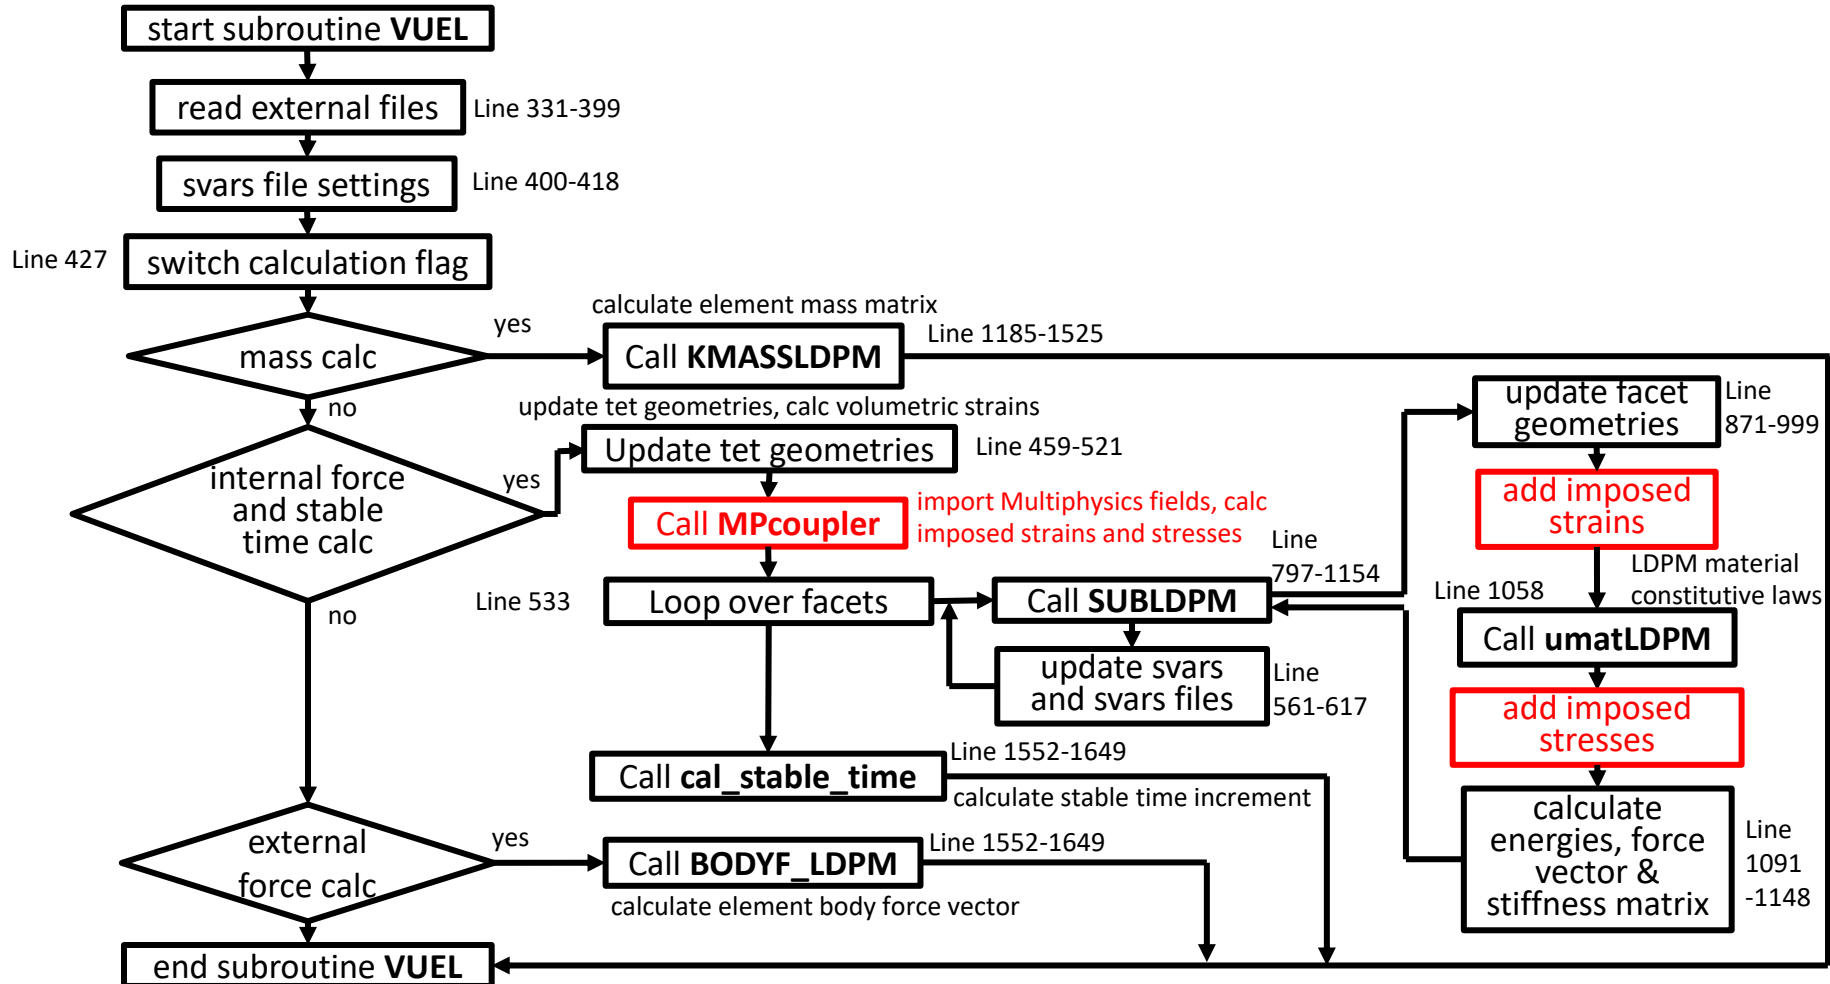 start subroutine VUEL
read external files
Line 331-399
svars file settings
Line 400-418
Line 427
switch calculation flag
calculate element mass matrix
mass calc
yes
Call KMASSLDPM
Line 1185-1525
no
update tet geometries, calc volumetric strains
internal force
and stable
time calc
yes
Update tet geometries
Line 459-521
Call MPcoupler
import Multiphysics fields, calc
imposed strains and stresses
no
Line 533
Loop over facets
Call SUBLDPM
Line
797-1154
update svars
and svars files
Line
561-617
update facet
geometries
Line
871-999
add imposed
strains
LDPM material
constitutive laws
Line 1058
Call umatLDPM
add imposed
stresses
calculate
energies, force
vector &
stiffness matrix
Line
1091
-1148
Call cal_stable_time
Line 1552-1649
calculate stable time increment
external
force calc
yes
Call BODYF_LDPM
Line 1552-1649
calculate element body force vector
end subroutine VUEL